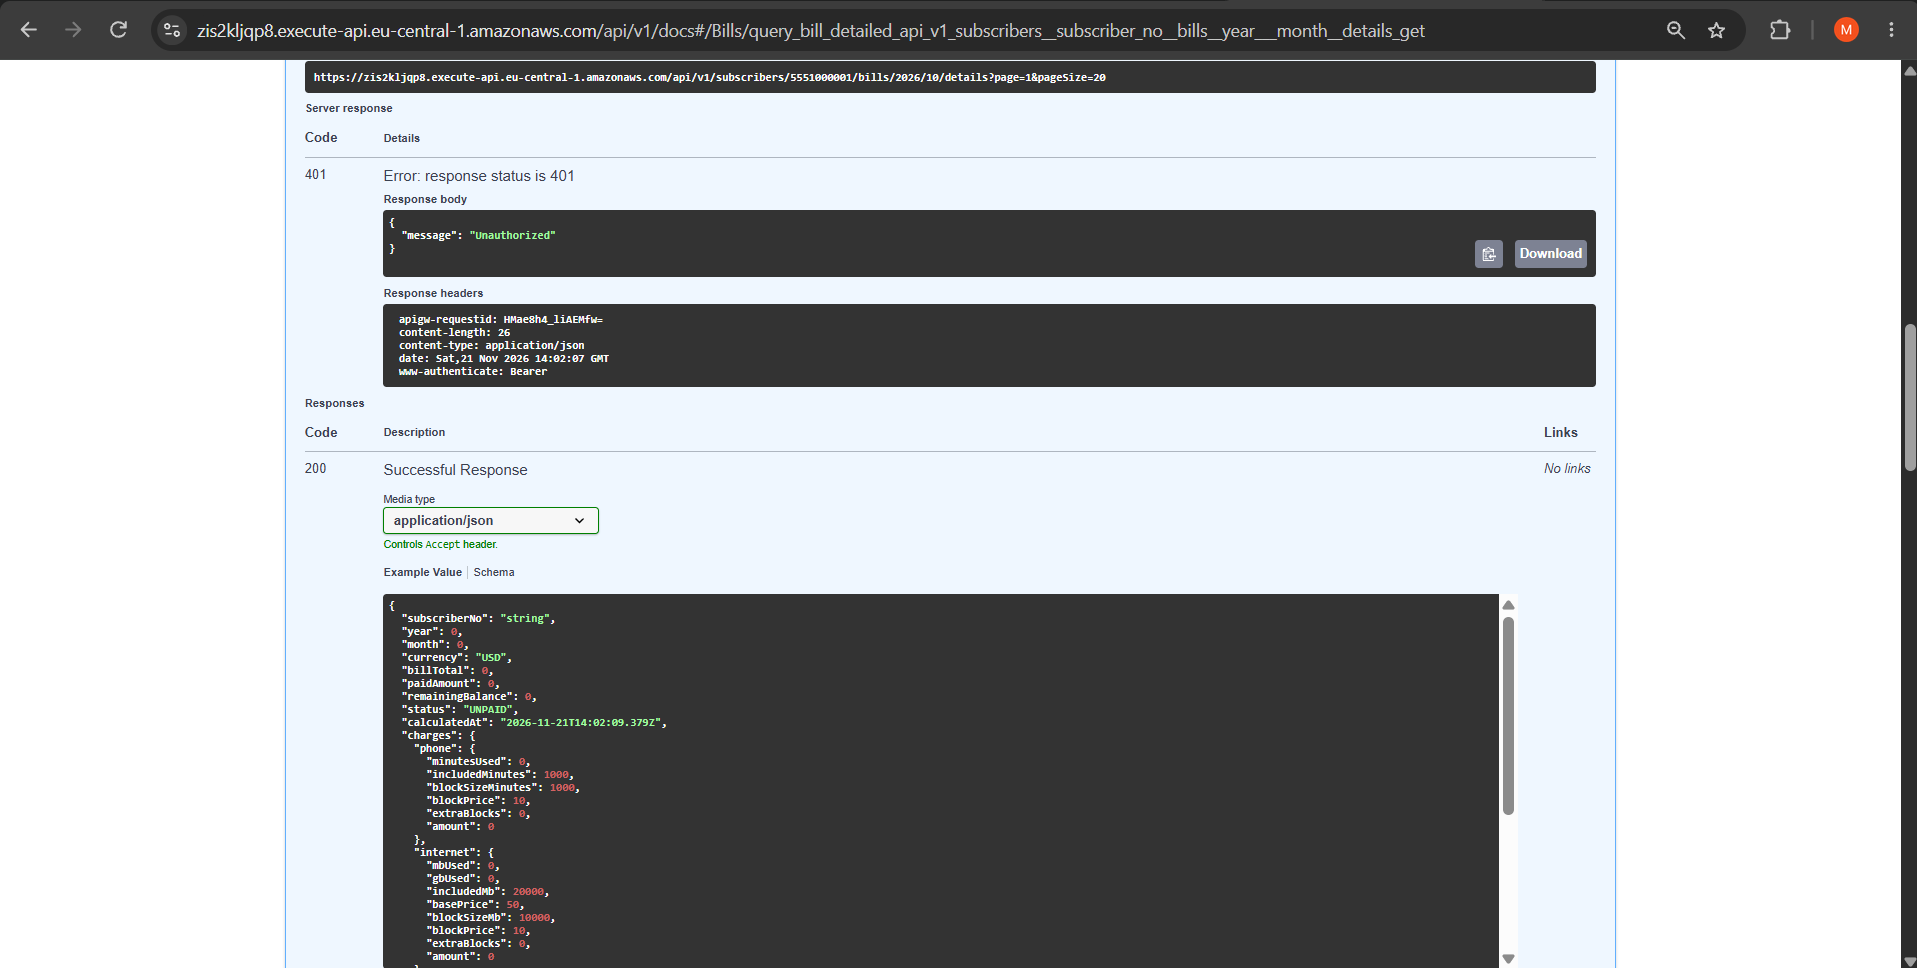 zis2kljqp8.execute-api.eu-central-1.amazonaws.com/api/v1/docs#/Bills/query_bill_detailed_api_v1_subscribers__subscriber_no__bills__year___month__details_get
M
https://zis2kljqp8.execute-api.eu-central-1.amazonaws.com/api/v1/subscribers/5551000001/bills/2026/10/details?page=1&pageSize=20
Server response
Code Details
401 Error: response status is 401
Response body
{
  "message": "Unauthorized"
}
Download
Response headers
apigw-requestid: HMae8h4_liAEMfw=
content-length: 26
content-type: application/json
date: Sat,21 Nov 2026 14:02:07 GMT
www-authenticate: Bearer
Responses
Code Description Links
200 Successful Response No links
Media type
application/json
Controls Accept header.
Example Value Schema
{
  "subscriberNo": "string",
  "year": 0,
  "month": 0,
  "currency": "USD",
  "billTotal": 0,
  "paidAmount": 0,
  "remainingBalance": 0,
  "status": "UNPAID",
  "calculatedAt": "2026-11-21T14:02:09.379Z",
  "charges": {
    "phone": {
      "minutesUsed": 0,
      "includedMinutes": 1000,
      "blockSizeMinutes": 1000,
      "blockPrice": 10,
      "extraBlocks": 0,
      "amount": 0
    },
    "internet": {
      "mbUsed": 0,
      "gbUsed": 0,
      "includedMb": 20000,
      "basePrice": 50,
      "blockSizeMb": 10000,
      "blockPrice": 10,
      "extraBlocks": 0,
      "amount": 0